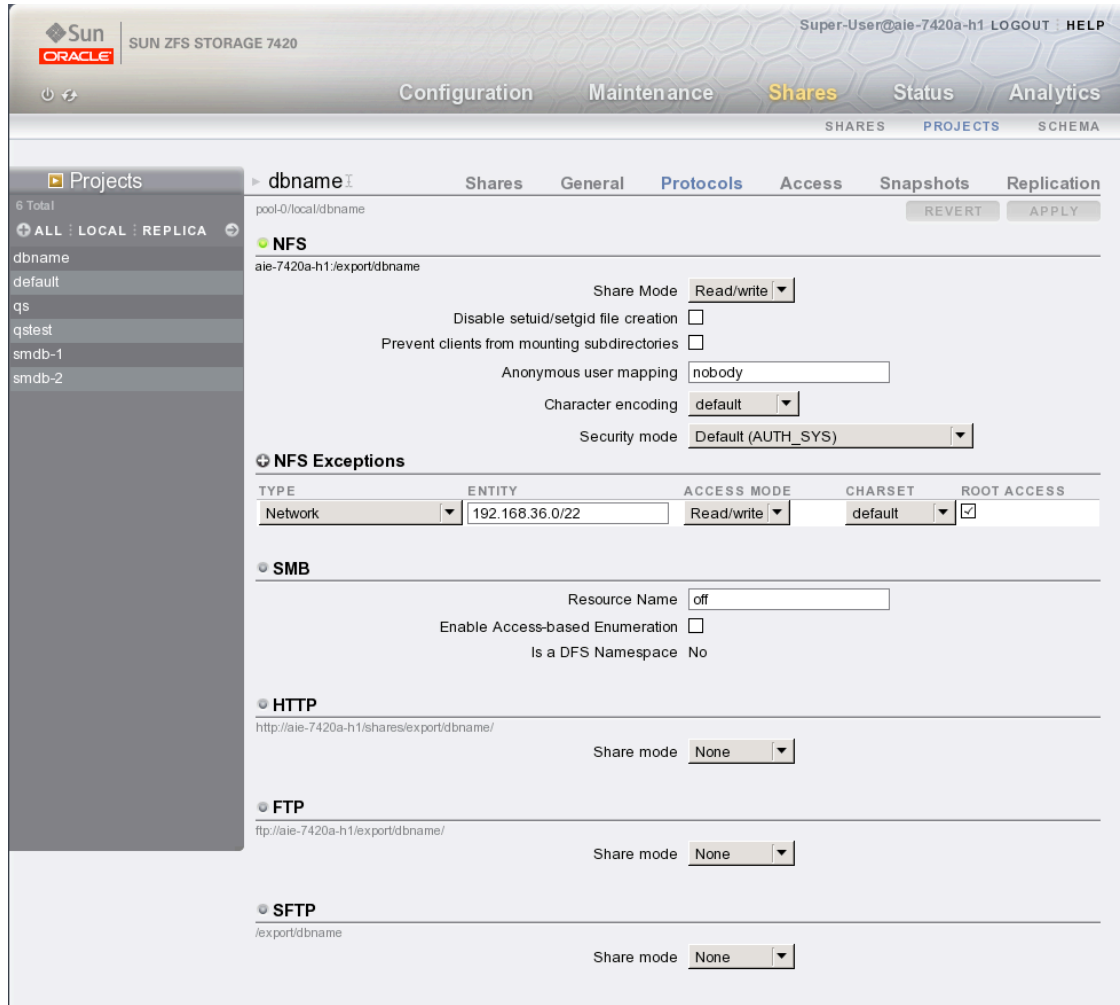 Super-User@aie-7420a-h1 LOGOUT HELP
Sun
ORACLE
SUN ZFS STORAGE 7420
Configuration Maintenance Shares Status Analytics
SHARES PROJECTS SCHEMA
Projects
6 Total
ALL LOCAL REPLICA
dbname
default
qs
qstest
smdb-1
smdb-2
dbname Shares General Protocols Access Snapshots Replication
pool-0/local/dbname REVERT APPLY
NFS
aie-7420a-h1:/export/dbname
Share Mode Read/write
Disable setuid/setgid file creation
Prevent clients from mounting subdirectories
Anonymous user mapping nobody
Character encoding default
Security mode Default (AUTH_SYS)
NFS Exceptions
TYPE ENTITY ACCESS MODE CHARSET ROOT ACCESS
Network 192.168.36.0/22 Read/write default
SMB
Resource Name off
Enable Access-based Enumeration
Is a DFS Namespace No
HTTP
http://aie-7420a-h1/shares/export/dbname/
Share mode None
FTP
ftp://aie-7420a-h1/export/dbname/
Share mode None
SFTP
/export/dbname
Share mode None